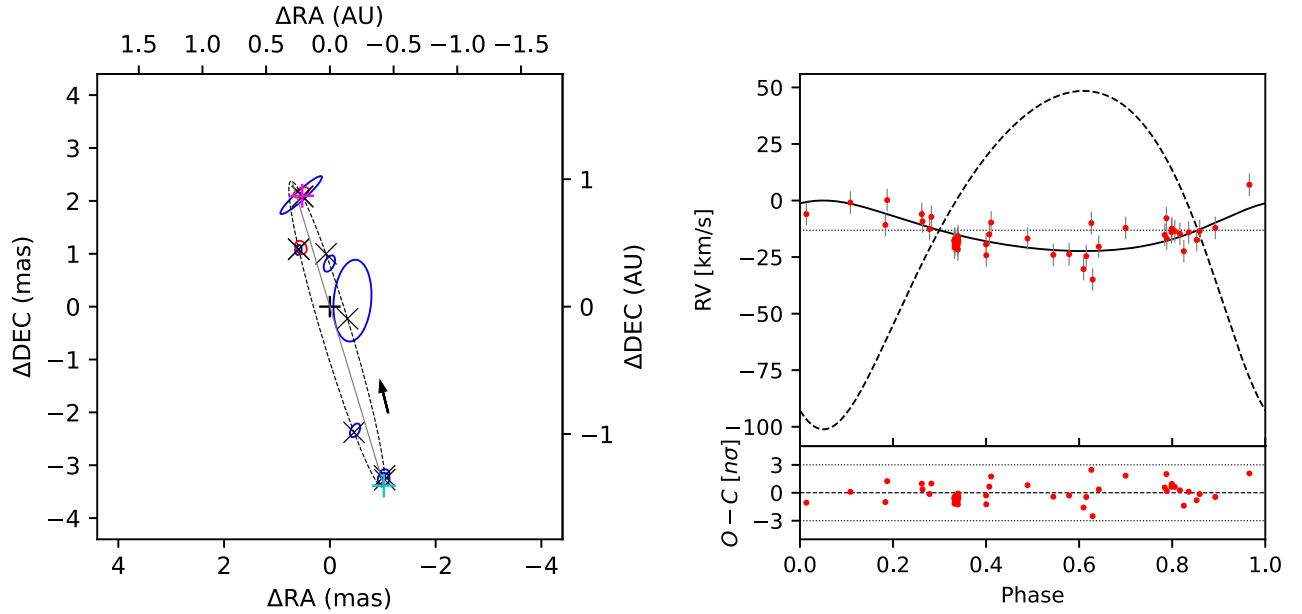 ΔRA (AU)
1.5 1.0 0.5 0.0 −0.5 −1.0 −1.5
4
3
2
1
0
−1
−2
−3
−4
ΔDEC (mas)
1
0
−1
ΔDEC (AU)
4 2 0 −2 −4
ΔRA (mas)
50
25
0
−25
−50
−75
−100
RV [km/s]
3
0
−3
O − C [nσ]
0.0 0.2 0.4 0.6 0.8 1.0
Phase